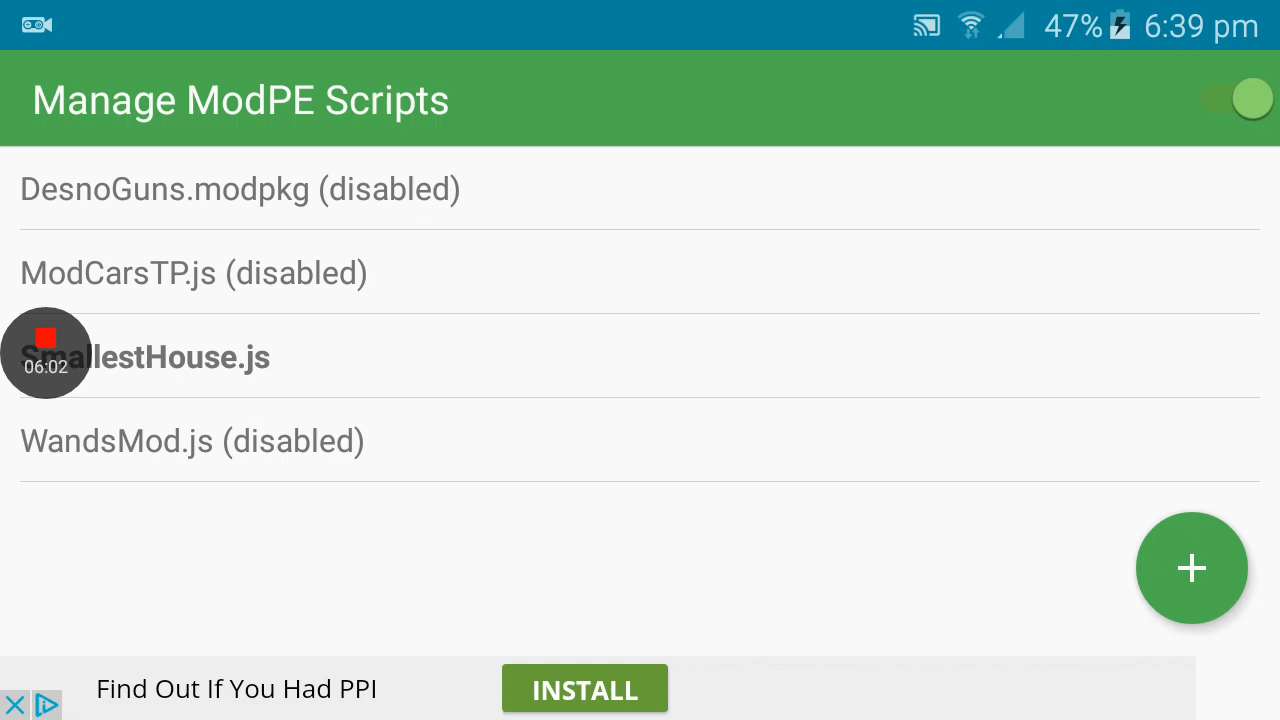 47% 6:39 pm
Manage ModPE Scripts
DesnoGuns.modpkg (disabled)
ModCarsTP.js (disabled)
SmallestHouse.js
06:02
WandsMod.js (disabled)
Find Out If You Had PPI
INSTALL